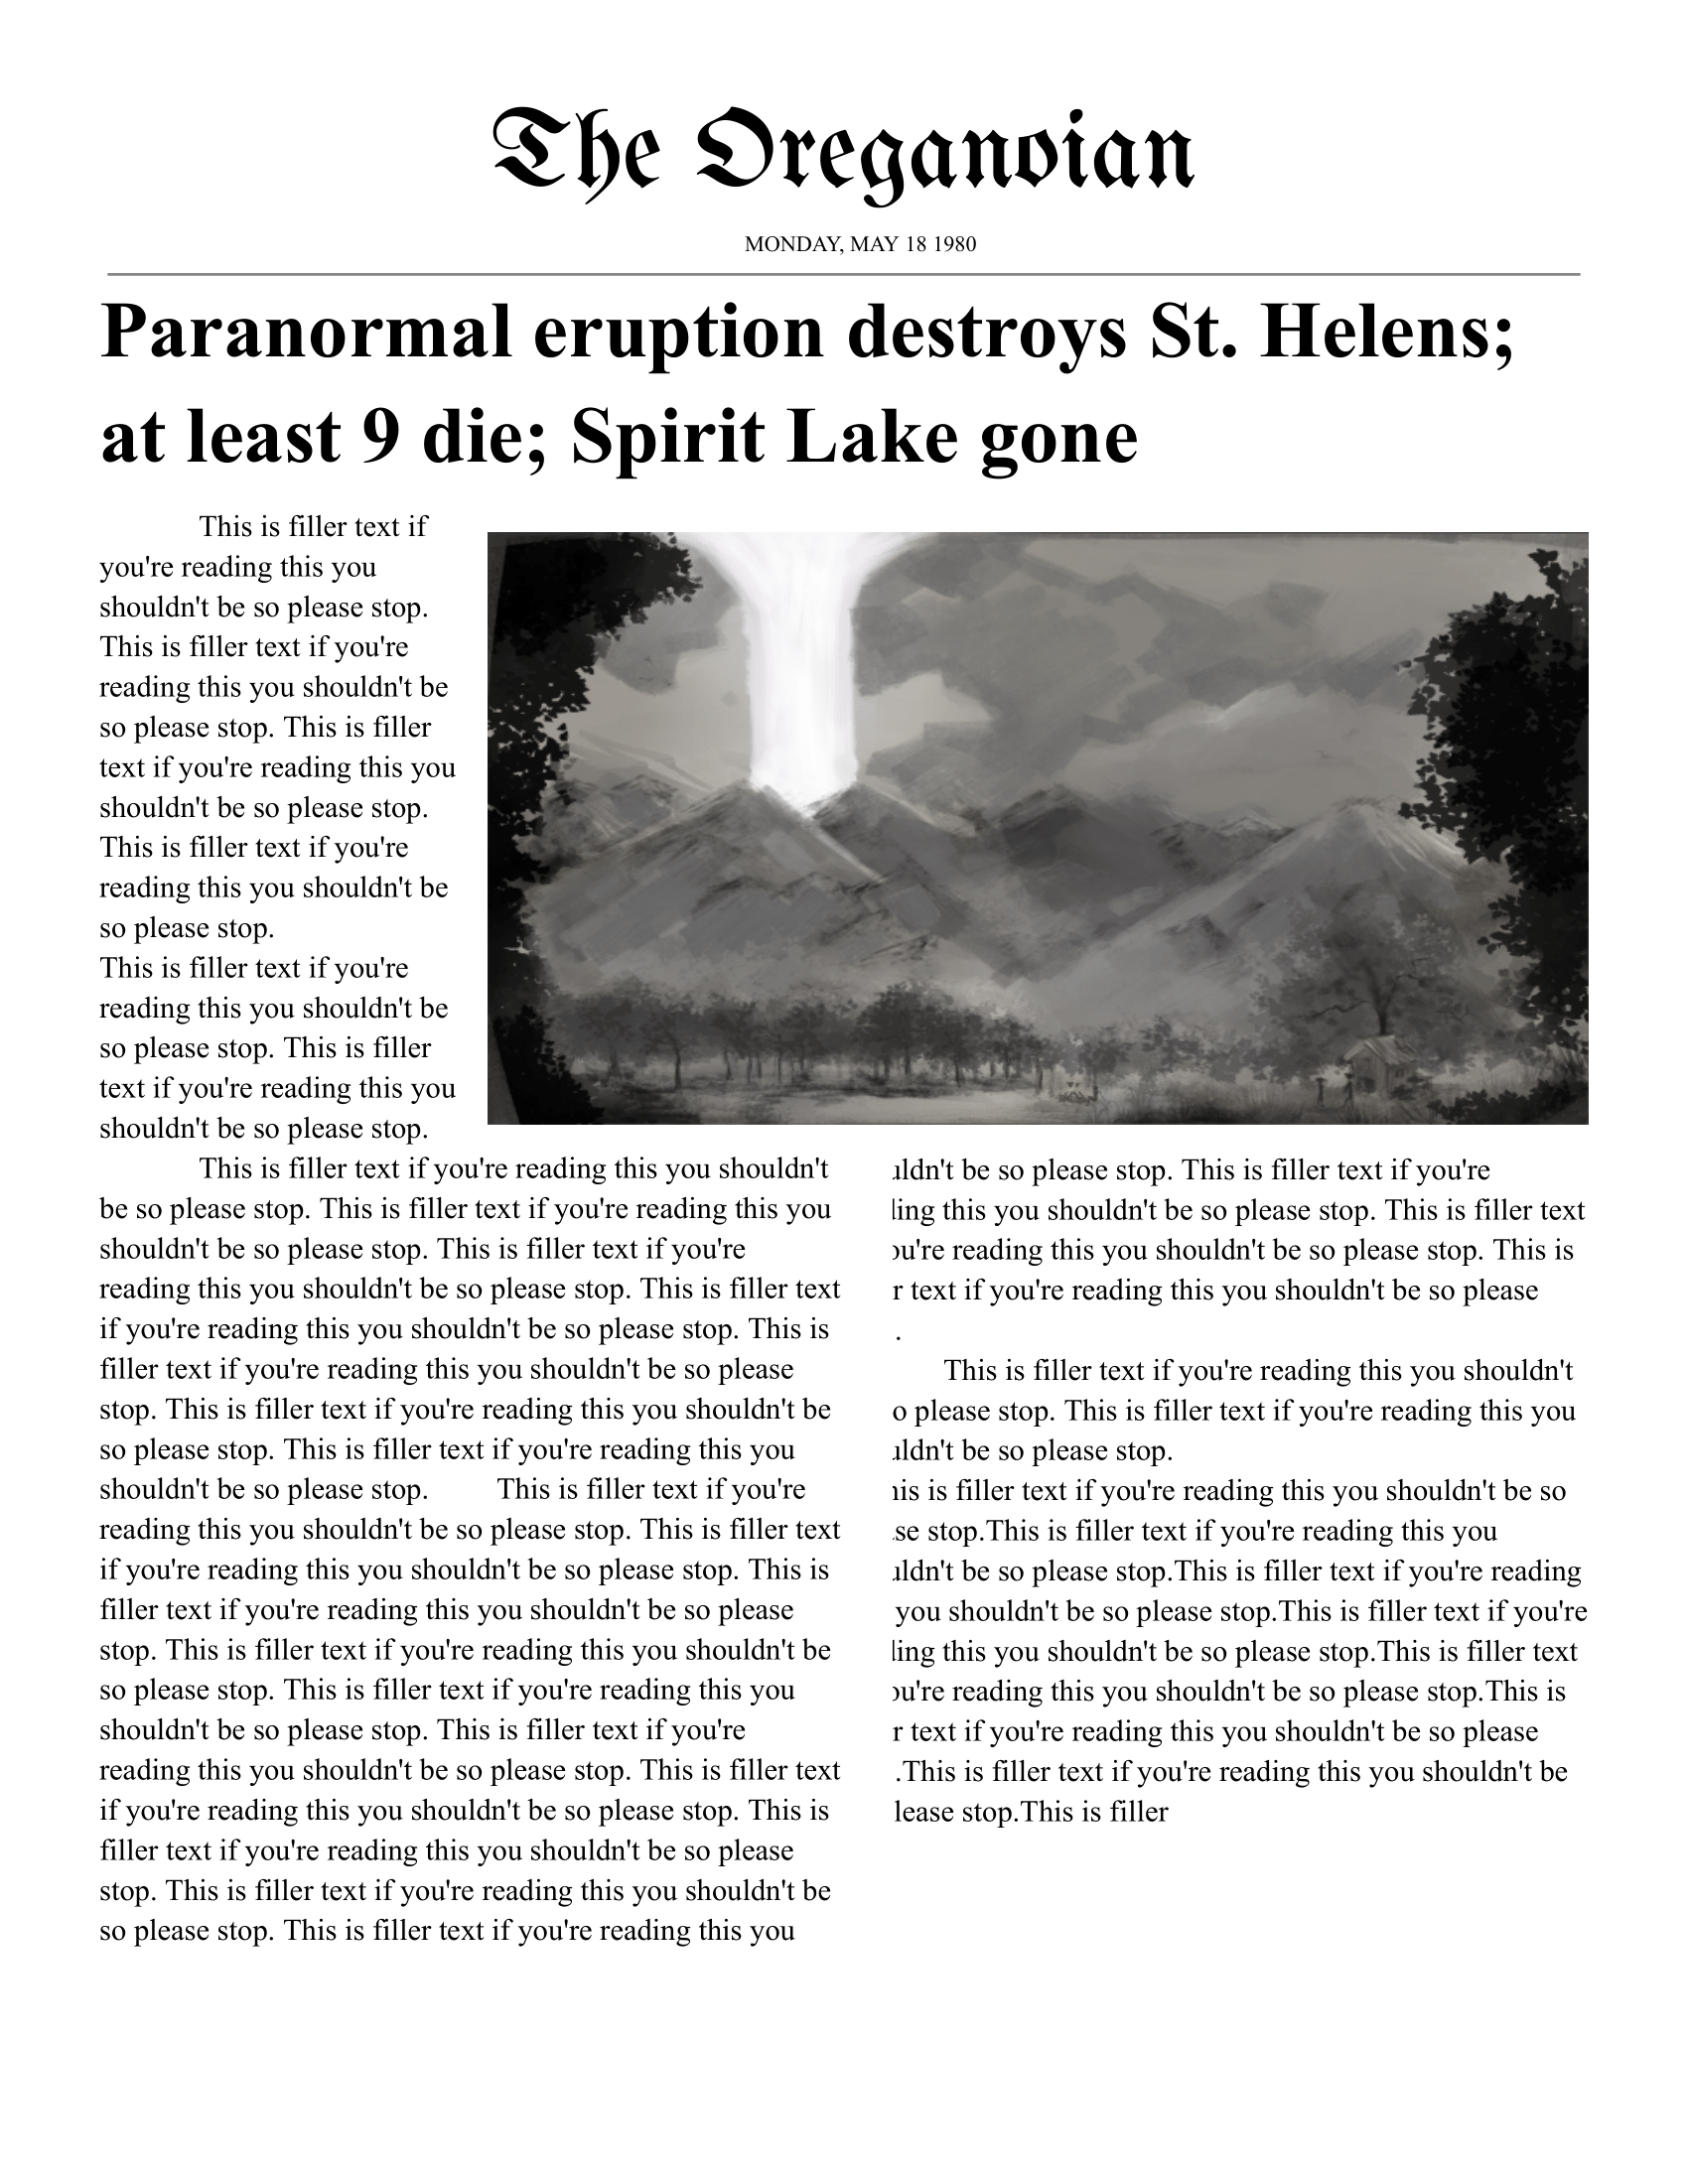 The Oreganoian
MONDAY, MAY 18 1980
Paranormal eruption destroys St. Helens;
at least 9 die; Spirit Lake gone
This is filler text if
you're reading this you
shouldn't be so please stop.
This is filler text if you're
reading this you shouldn't be
so please stop. This is filler
text if you're reading this you
shouldn't be so please stop.
This is filler text if you're
reading this you shouldn't be
so please stop.
This is filler text if you're
reading this you shouldn't be
so please stop. This is filler
text if you're reading this you
shouldn't be so please stop.
This is filler text if you're reading this you shouldn't
be so please stop. This is filler text if you're reading this you
shouldn't be so please stop. This is filler text if you're
reading this you shouldn't be so please stop. This is filler text
if you're reading this you shouldn't be so please stop. This is
filler text if you're reading this you shouldn't be so please
stop. This is filler text if you're reading this you shouldn't be
so please stop. This is filler text if you're reading this you
shouldn't be so please stop. This is filler text if you're
reading this you shouldn't be so please stop. This is filler text
if you're reading this you shouldn't be so please stop. This is
filler text if you're reading this you shouldn't be so please
stop. This is filler text if you're reading this you shouldn't be
so please stop. This is filler text if you're reading this you
shouldn't be so please stop. This is filler text if you're
reading this you shouldn't be so please stop. This is filler text
if you're reading this you shouldn't be so please stop. This is
filler text if you're reading this you shouldn't be so please
stop. This is filler text if you're reading this you shouldn't be
so please stop. This is filler text if you're reading this you
uldn't be so please stop. This is filler text if you're
ling this you shouldn't be so please stop. This is filler text
ou're reading this you shouldn't be so please stop. This is
r text if you're reading this you shouldn't be so please
.
This is filler text if you're reading this you shouldn't
o please stop. This is filler text if you're reading this you
uldn't be so please stop.
his is filler text if you're reading this you shouldn't be so
se stop.This is filler text if you're reading this you
uldn't be so please stop.This is filler text if you're reading
you shouldn't be so please stop.This is filler text if you're
ling this you shouldn't be so please stop.This is filler text
ou're reading this you shouldn't be so please stop.This is
r text if you're reading this you shouldn't be so please
.This is filler text if you're reading this you shouldn't be
lease stop.This is filler